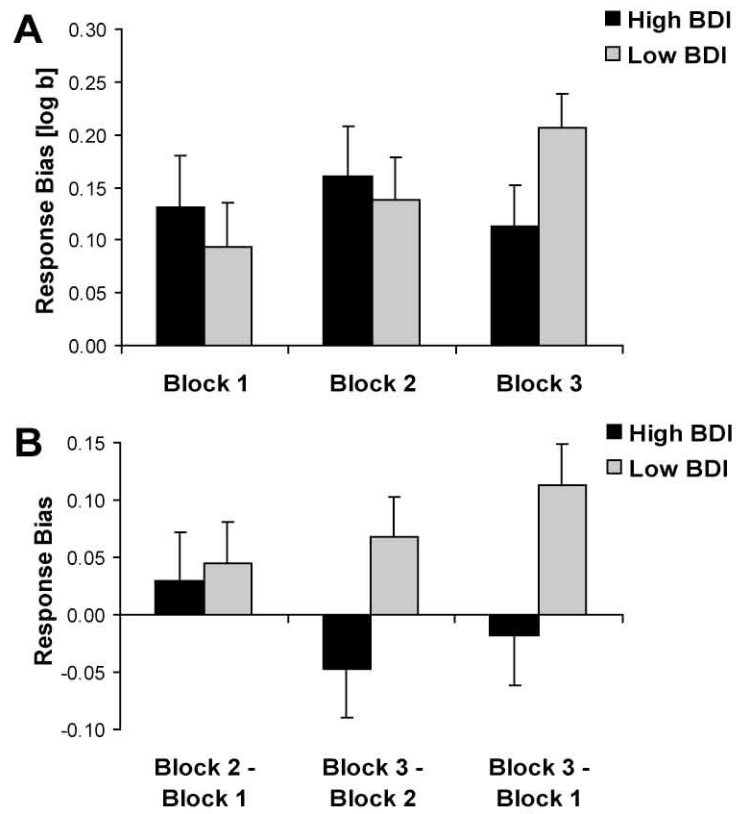 A
High BDI
Low BDI
Response Bias [log b]
0.30
0.25
0.20
0.15
0.10
0.05
0.00
Block 1 Block 2 Block 3
B
High BDI
Low BDI
Response Bias
0.15
0.10
0.05
0.00
-0.05
-0.10
Block 2 - Block 3 - Block 3 -
Block 1 Block 2 Block 1